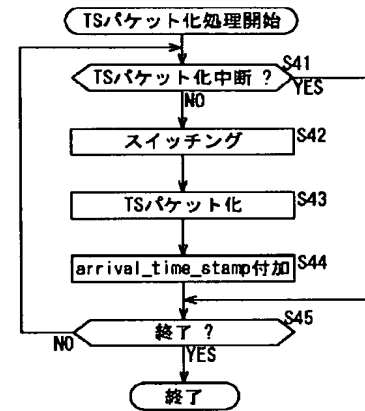 TSパケット化処理開始
S41
TSパケット化中断 ?
YES
NO
スイッチング
S42
TSパケット化
S43
arrival_time_stamp付加
S44
S45
終了 ?
NO
YES
終了